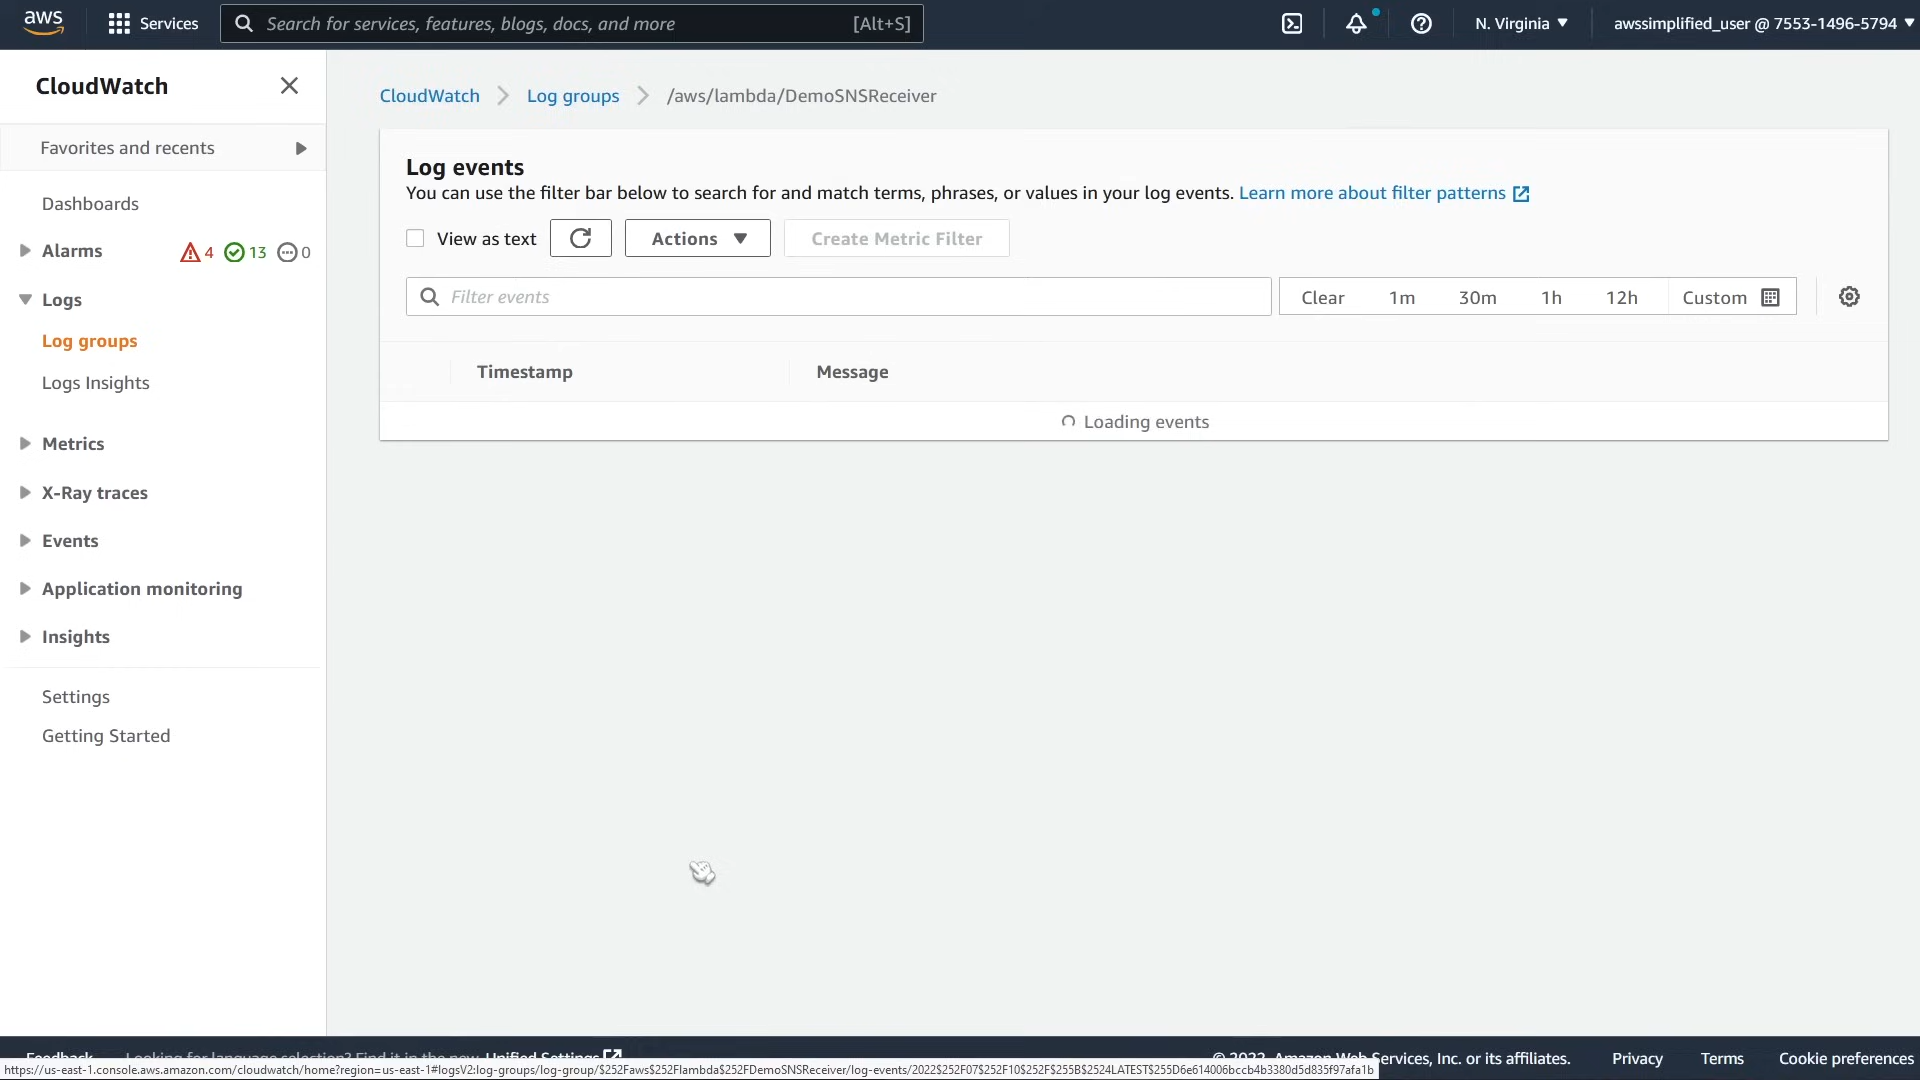 aws
Services
Search for services, features, blogs, docs, and more
[Alt+S]
N. Virginia
awssimplified_user @ 7553-1496-5794
CloudWatch
Favorites and recents
Dashboards
Alarms
4
13
0
Logs
Log groups
Logs Insights
Metrics
X-Ray traces
Events
Application monitoring
Insights
Settings
Getting Started
CloudWatch
Log groups
/aws/lambda/DemoSNSReceiver
Log events
You can use the filter bar below to search for and match terms, phrases, or values in your log events. Learn more about filter patterns
View as text
Actions
Create Metric Filter
Filter events
Clear
1m
30m
1h
12h
Custom
Timestamp
Message
Loading events
Feedback
Looking for language selection? Find it in the new Unified Settings
© 2022, Amazon Web Services, Inc. or its affiliates.
Privacy
Terms
Cookie preferences
https://us-east-1.console.aws.amazon.com/cloudwatch/home?region=us-east-1#logsV2:log-groups/log-group/$252Faws$252Flambda$252FDemoSNSReceiver/log-events/2022$252F07$252F10$252F$255B$2524LATEST$255D6e614006bccb4b3380d5d835f97afa1b